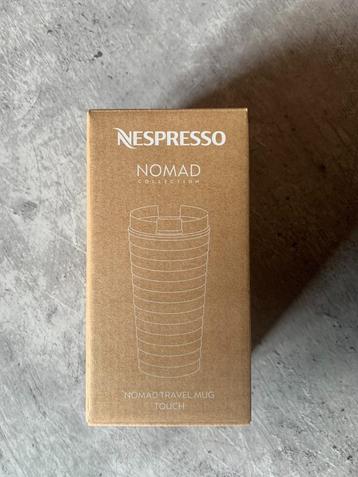 NESPRESSO
NOMAD
COLLECTION
NOMAD TRAVEL MUG
TOUCH